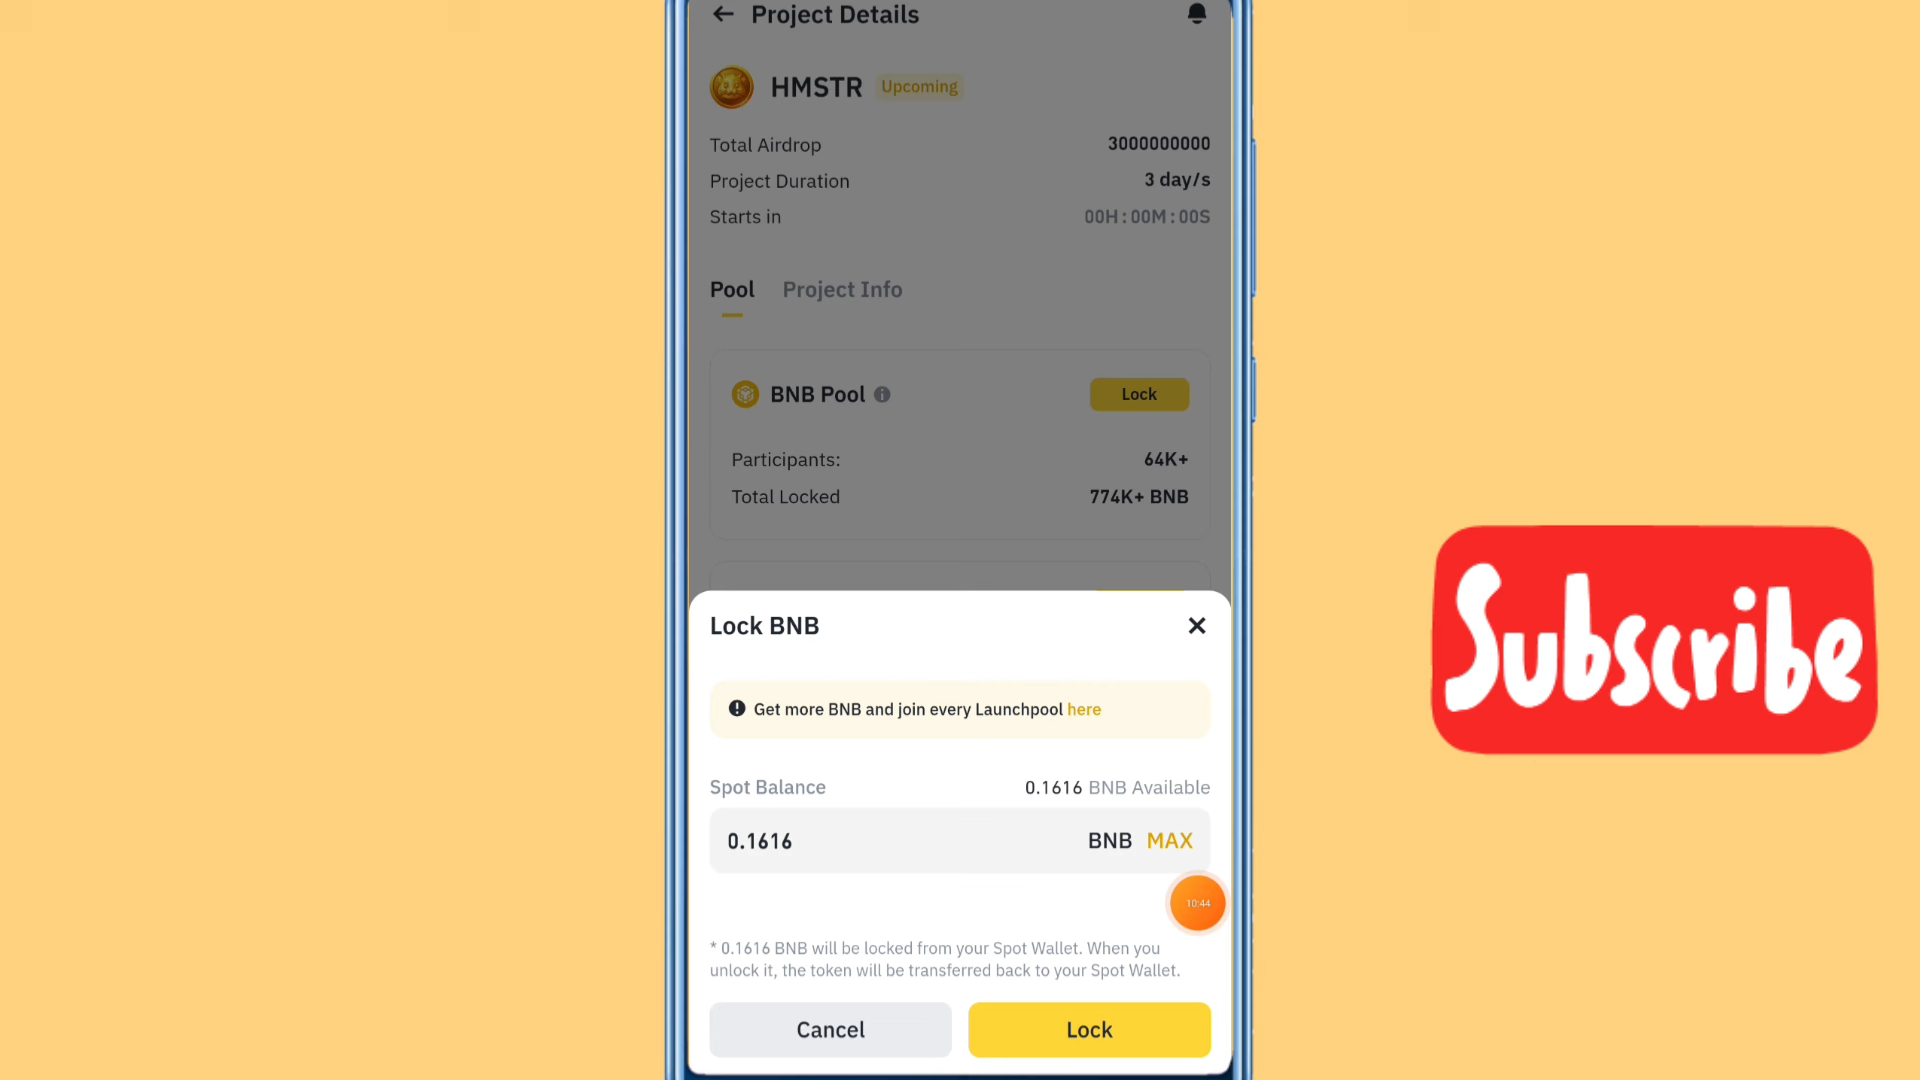 Project Details
HMSTR Upcoming
Total Airdrop 3000000000
Project Duration 3 day/s
Starts in 00H : 00M : 00S
Pool Project Info
BNB Pool Lock
Participants: 64K+
Total Locked 774K+ BNB
Lock BNB
Get more BNB and join every Launchpool here
Spot Balance 0.1616 BNB Available
0.1616 BNB MAX
10:44
* 0.1616 BNB will be locked from your Spot Wallet. When you
unlock it, the token will be transferred back to your Spot Wallet.
Cancel Lock
Subscribe